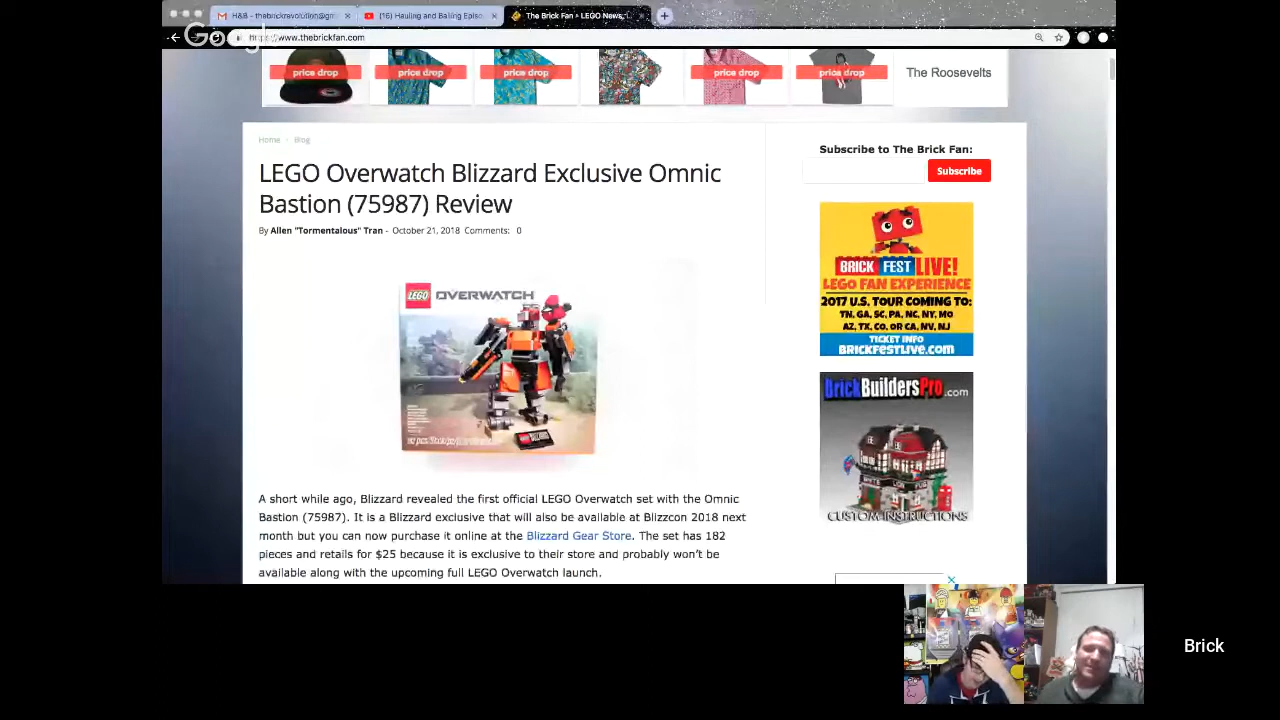 H&B - thebrickrevolution@gm
(16) Hauling and Balling Episo
The Brick Fan - LEGO News,
Google
www.thebrickfan.com
price drop
price drop
price drop
price drop
price drop
The Roosevelts
Home
Blog
LEGO Overwatch Blizzard Exclusive Omnic
Bastion (75987) Review
By Allen "Tormentalous" Tran - October 21, 2018 Comments: 0
LEGO OVERWATCH
A short while ago, Blizzard revealed the first official LEGO Overwatch set with the Omnic
Bastion (75987). It is a Blizzard exclusive that will also be available at Blizzcon 2018 next
month but you can now purchase it online at the Blizzard Gear Store. The set has 182
pieces and retails for $25 because it is exclusive to their store and probably won't be
available along with the upcoming full LEGO Overwatch launch.
Subscribe to The Brick Fan:
Subscribe
BRICK FEST LIVE!
LEGO FAN EXPERIENCE
2017 U.S. TOUR COMING TO:
TN, GA, SC, PA, NC, NY, MO
AZ, TX, CO, OR CA, NV, NJ
TICKET INFO
BRICKFESTLIVE.COM
BrickBuildersPro.com
CUSTOM INSTRUCTIONS
Brick